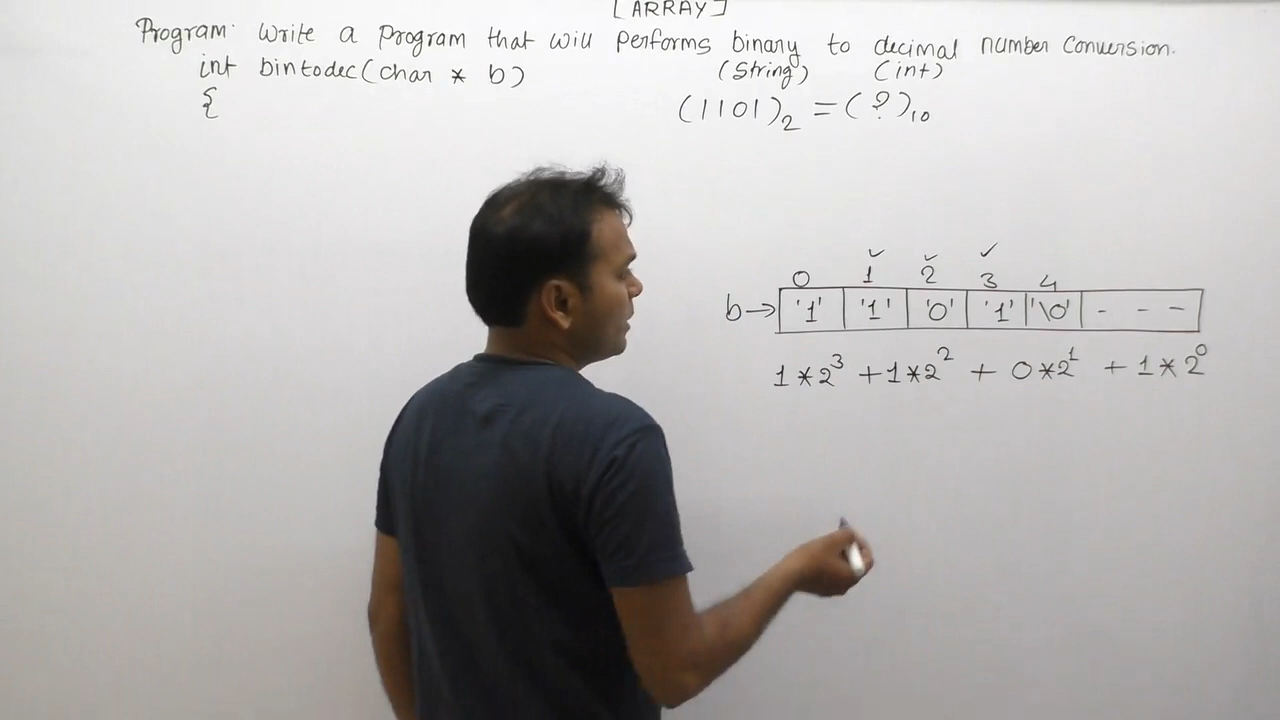 [ARRAY]
Program: Write a program that will performs binary to decimal number conversion.
int bintodec(char * b) (String) (int)
{ (1101)₂ = (?)₁₀
0 1 2 3 4
b→ '1' '1' '0' '1' '\0' - - -
1*2³ + 1*2² + 0*2¹ + 1*2⁰